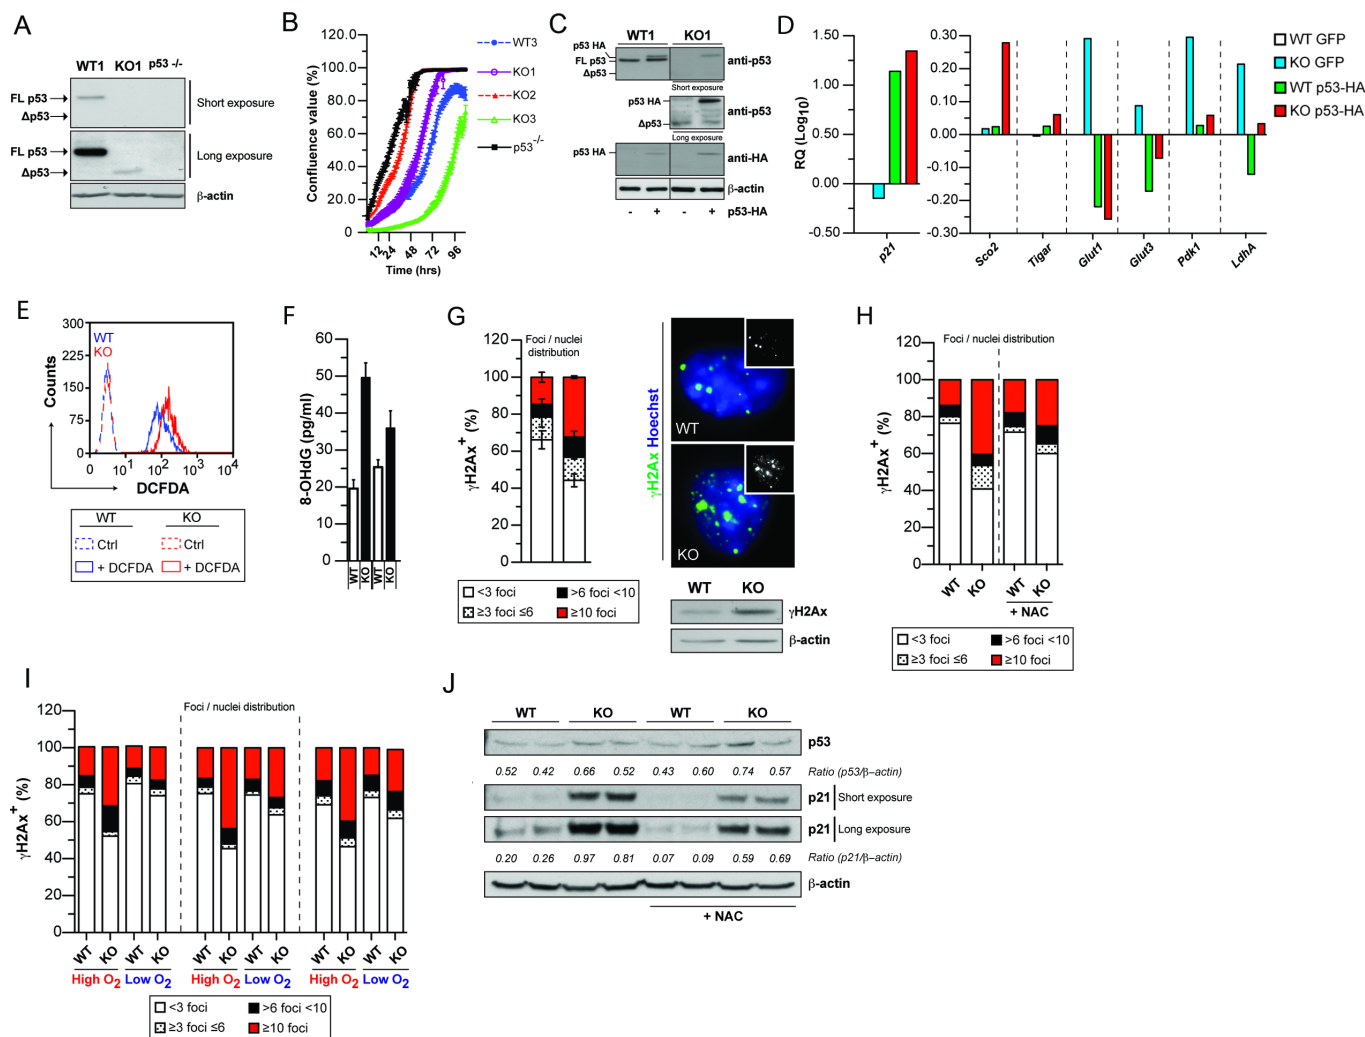 A
WT1 KO1 p53 -/-
FL p53
Δp53
Short exposure
FL p53
Δp53
Long exposure
β-actin
B
Confluence value (%)
100.0
80.0
60.0
40.0
20.0
0
12 24 48 72 96
Time (hrs)
WT3
KO1
KO2
KO3
p53-/-
C
WT1 KO1
p53 HA
FL p53
Δp53
anti-p53
Short exposure
p53 HA
Δp53
anti-p53
Long exposure
p53 HA
anti-HA
β-actin
- + - + p53-HA
D
RQ (Log10)
1.50
1.00
0.50
0.00
-0.50
p21
0.30
0.20
0.10
0.00
-0.10
-0.20
-0.30
Sco2 Tigar Glut1 Glut3 Pdk1 LdhA
WT GFP
KO GFP
WT p53-HA
KO p53-HA
E
Counts
300
225
150
75
0
WT
KO
0 10^1 10^2 10^3 10^4
DCFDA
WT KO
Ctrl Ctrl
+ DCFDA + DCFDA
F
8-OHdG (pg/ml)
60
50
40
30
20
10
0
WT KO WT KO
G
Foci / nuclei
distribution
γH2Ax+ (%)
120
100
80
60
40
20
0
<3 foci >6 foci <10
≥3 foci ≤6 ≥10 foci
γH2Ax Hoechst
WT
KO
WT KO
γH2Ax
β-actin
H
Foci / nuclei distribution
γH2Ax+ (%)
120
100
80
60
40
20
0
WT KO WT KO
+ NAC
<3 foci >6 foci <10
≥3 foci ≤6 ≥10 foci
I
Foci / nuclei distribution
γH2Ax+ (%)
120
100
80
60
40
20
0
WT KO WT KO WT KO WT KO WT KO WT KO
High O2 Low O2 High O2 Low O2 High O2 Low O2
<3 foci >6 foci <10
≥3 foci ≤6 ≥10 foci
J
WT KO WT KO
p53
0.52 0.42 0.66 0.52 0.43 0.60 0.74 0.57 Ratio (p53/β-actin)
p21 Short exposure
p21 Long exposure
0.20 0.26 0.97 0.81 0.07 0.09 0.59 0.69 Ratio (p21/β-actin)
β-actin
+ NAC